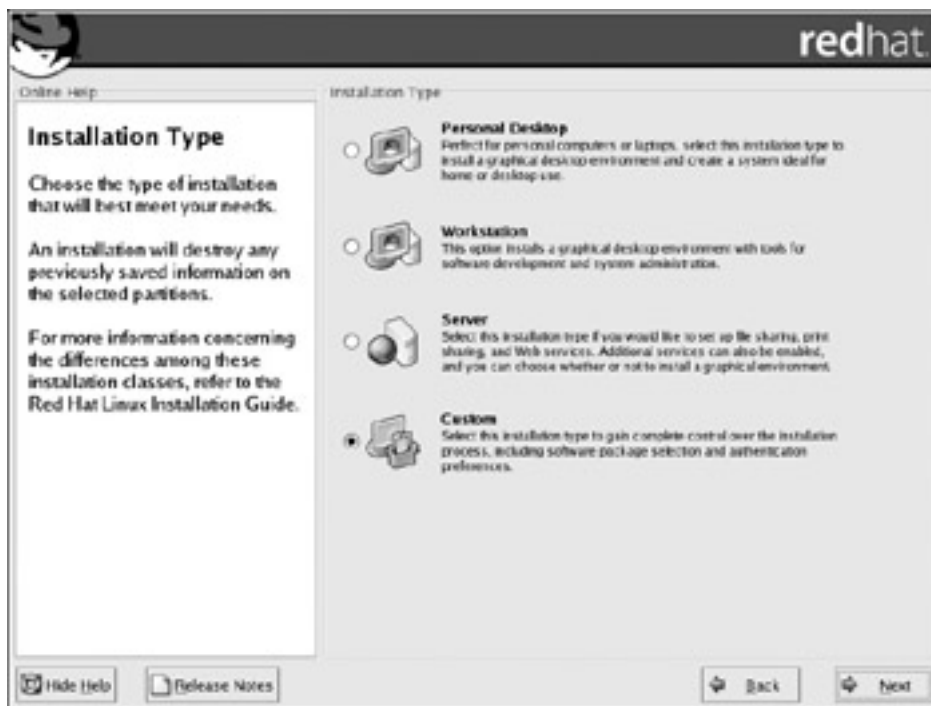 redhat.
Online Help
Installation Type
Choose the type of installation
that will best meet your needs.
An installation will destroy any
previously saved information on
the selected partitions.
For more information concerning
the differences among these
installation classes, refer to the
Red Hat Linux Installation Guide.
Installation Type
Personal Desktop
Perfect for personal computers or laptops, select this installation type to
install a graphical desktop environment and create a system ideal for
home or desktop use.
Workstation
This option installs a graphical desktop environment with tools for
software development and system administration.
Server
Select this installation type if you would like to set up file sharing, print
sharing, and Web services. Additional services can also be enabled,
and you can choose whether or not to install a graphical environment.
Custom
Select this installation type to gain complete control over the installation
process, including software package selection and authentication
preferences.
Hide Help
Release Notes
Back
Next